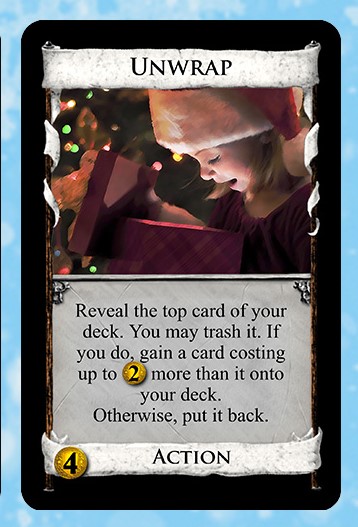 UNWRAP
Reveal the top card of your
deck. You may trash it. If
you do, gain a card costing
up to 2 more than it onto
your deck.
Otherwise, put it back.
4 ACTION